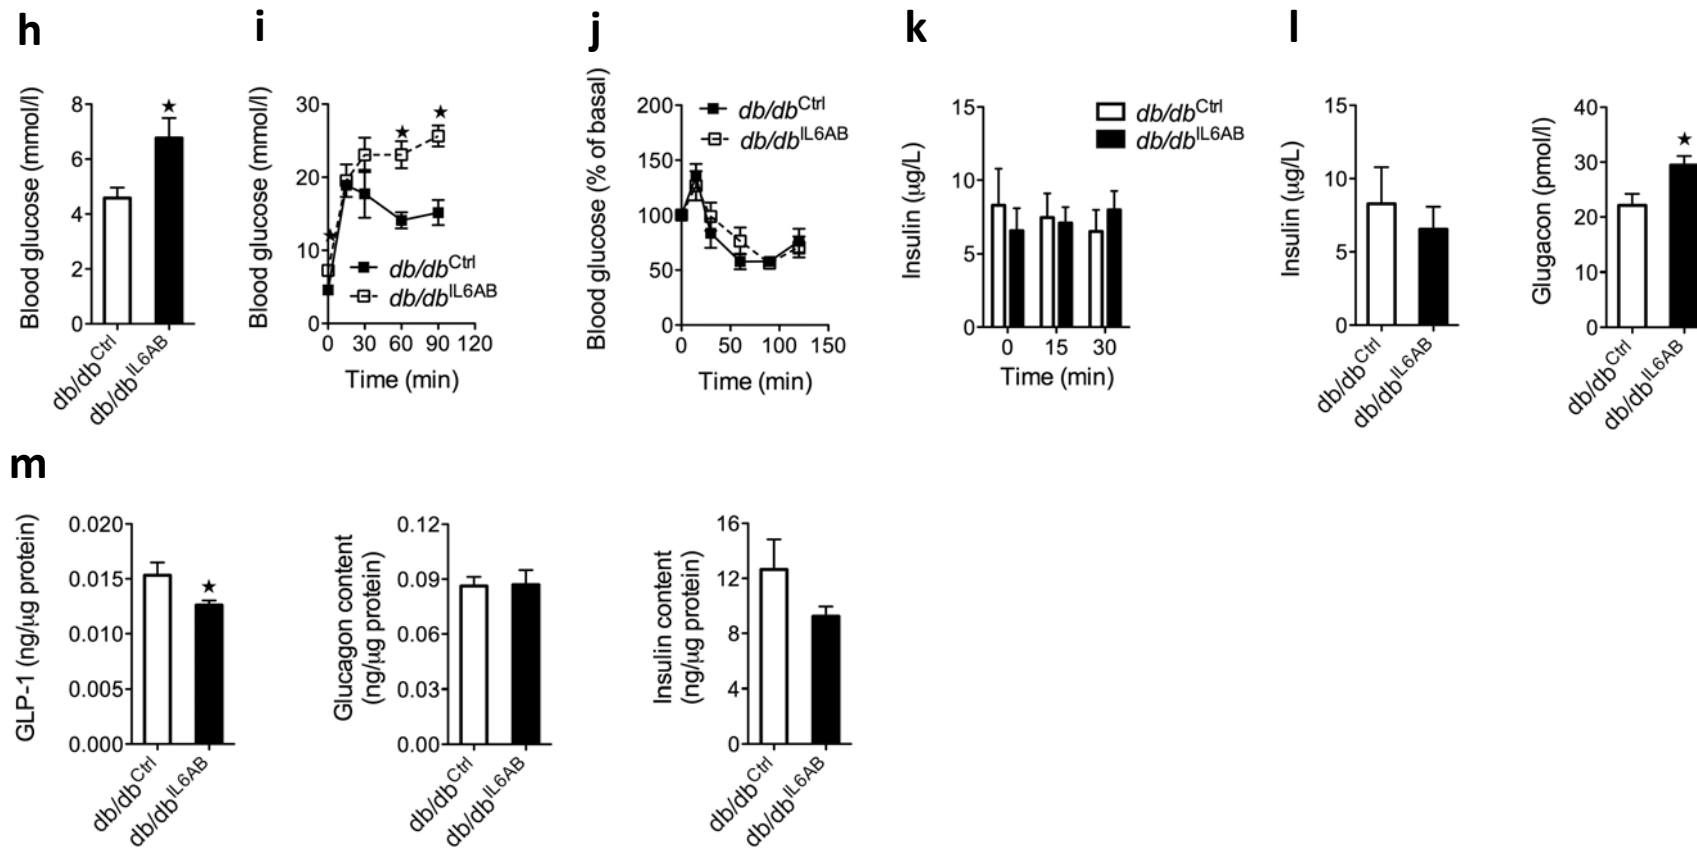 h
Blood glucose (mmol/l)
8
6
4
2
0
★
db/dbCtrl
db/dbIL6AB
i
Blood glucose (mmol/l)
30
20
10
0
★
★
★
db/dbCtrl
db/dbIL6AB
0 30 60 90 120
Time (min)
j
Blood glucose (% of basal)
200
150
100
50
0
db/dbCtrl
db/dbIL6AB
0 50 100 150
Time (min)
k
Insulin (µg/L)
15
10
5
0
db/dbCtrl
db/dbIL6AB
0 15 30
Time (min)
l
Insulin (µg/L)
15
10
5
0
db/dbCtrl
db/dbIL6AB
Glugacon (pmol/l)
40
30
20
10
0
★
db/dbCtrl
db/dbIL6AB
m
GLP-1 (ng/µg protein)
0.020
0.015
0.010
0.005
0.000
★
db/dbCtrl
db/dbIL6AB
Glucagon content
(ng/µg protein)
0.12
0.09
0.06
0.03
0.00
db/dbCtrl
db/dbIL6AB
Insulin content
(ng/µg protein)
16
12
8
4
0
db/dbCtrl
db/dbIL6AB